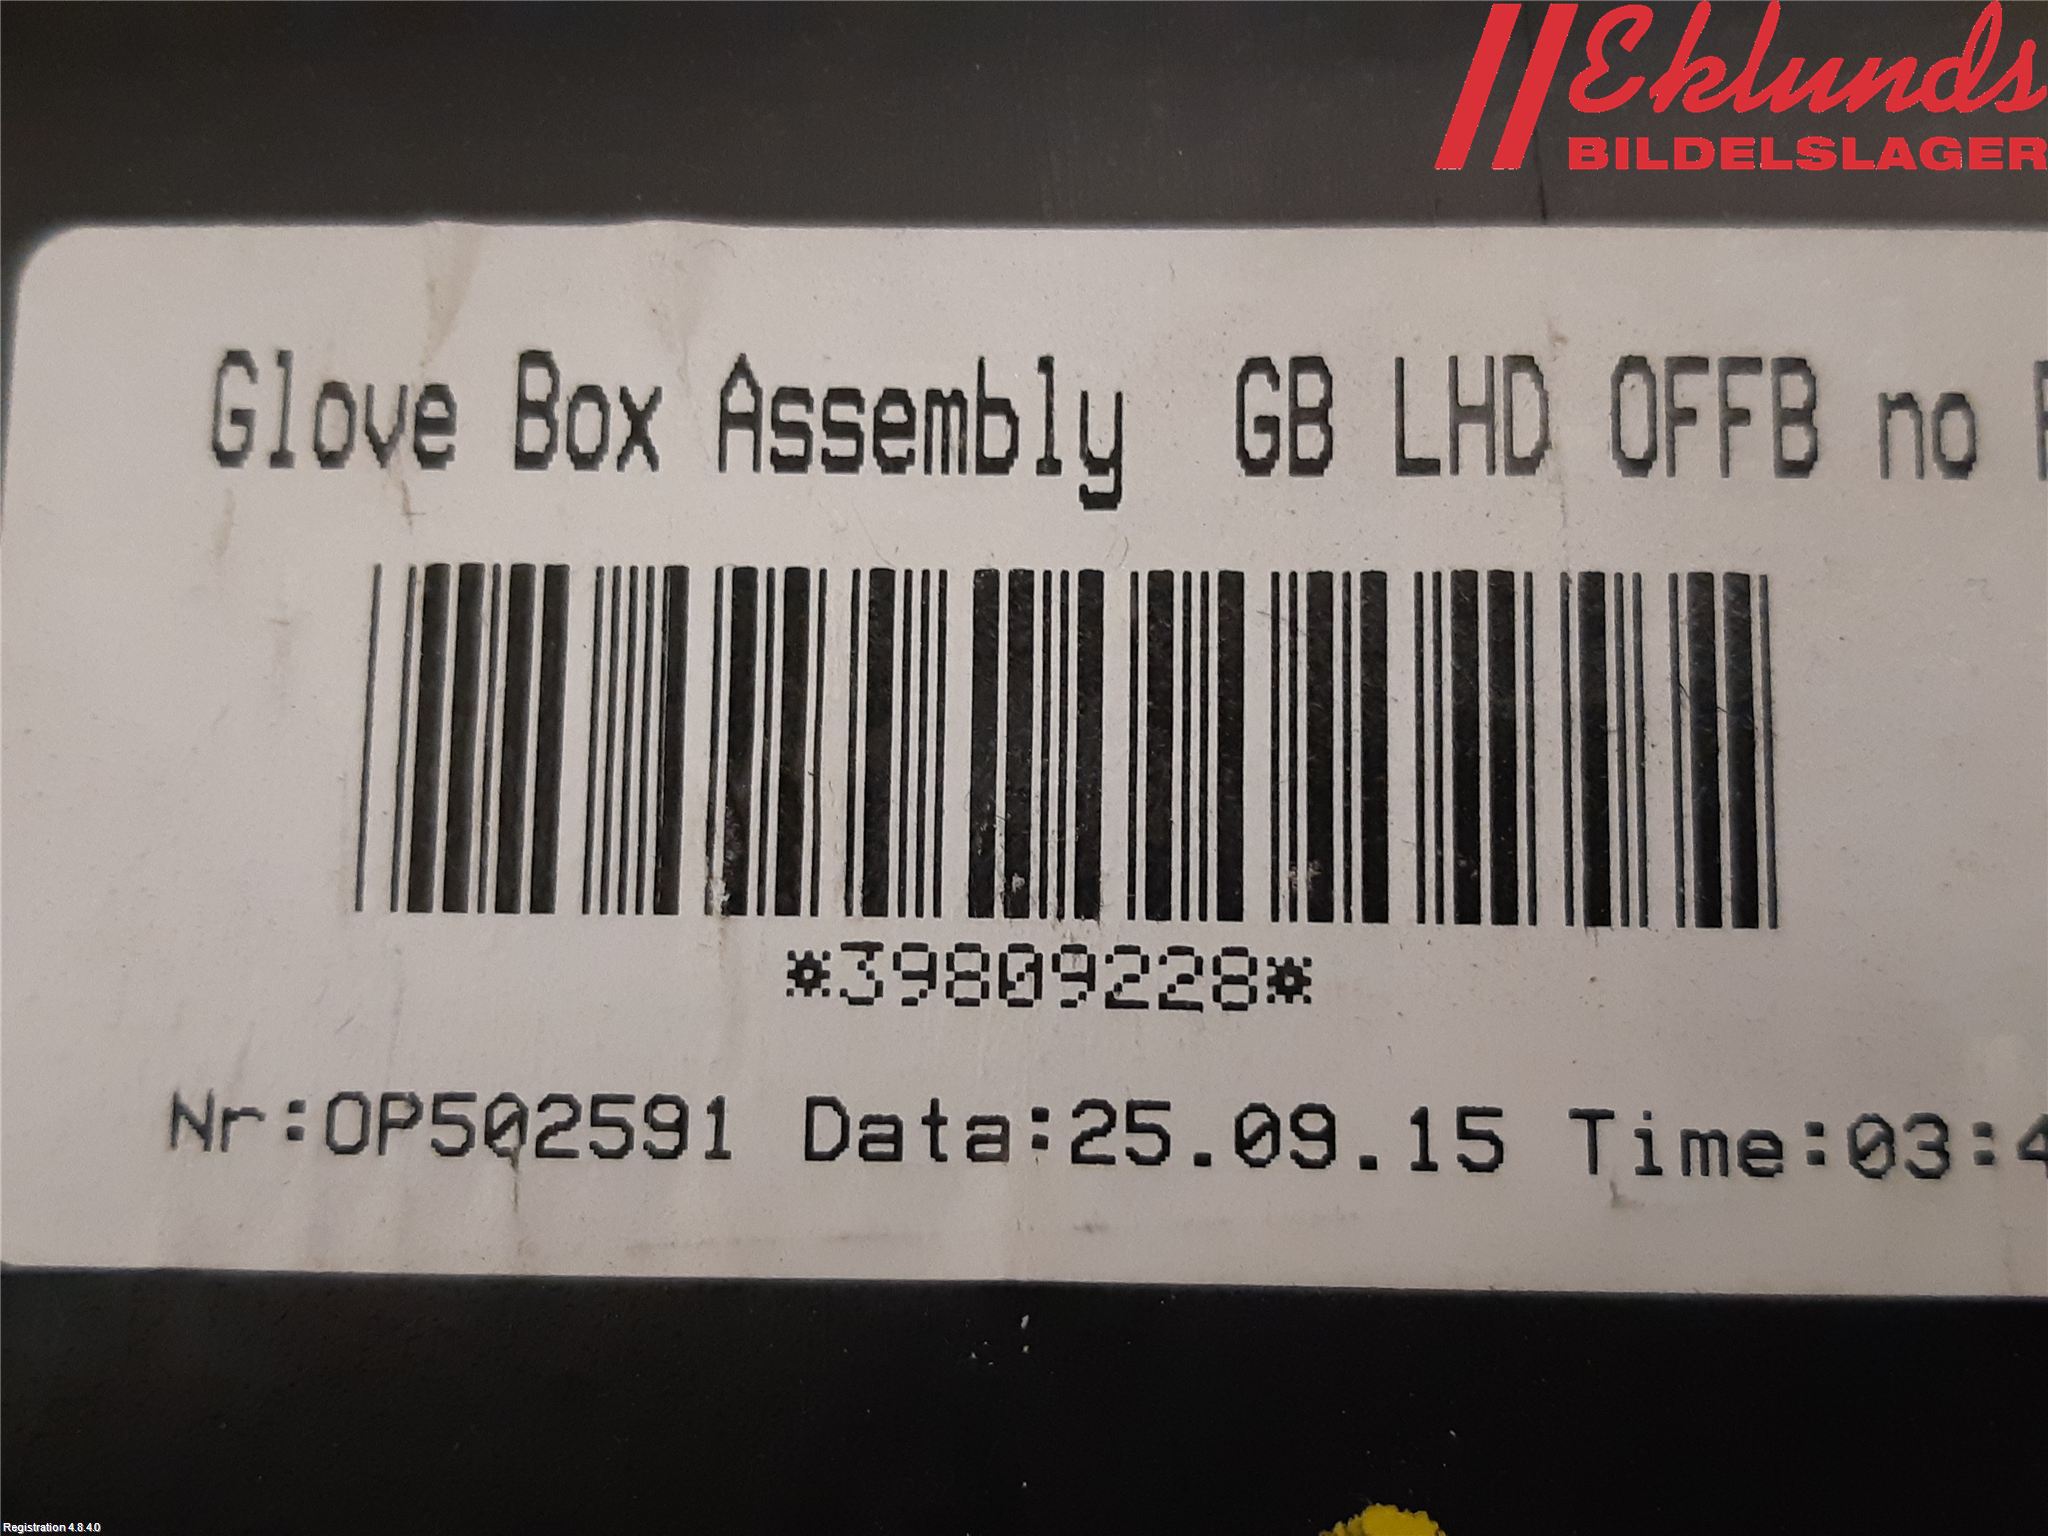 Eklunds
BILDELSLAGER
Glove Box Assembly GB LHD OFFB no
*39809228*
Nr:OP502591 Data:25.09.15 Time:03:4
Registration 4.8.4.0